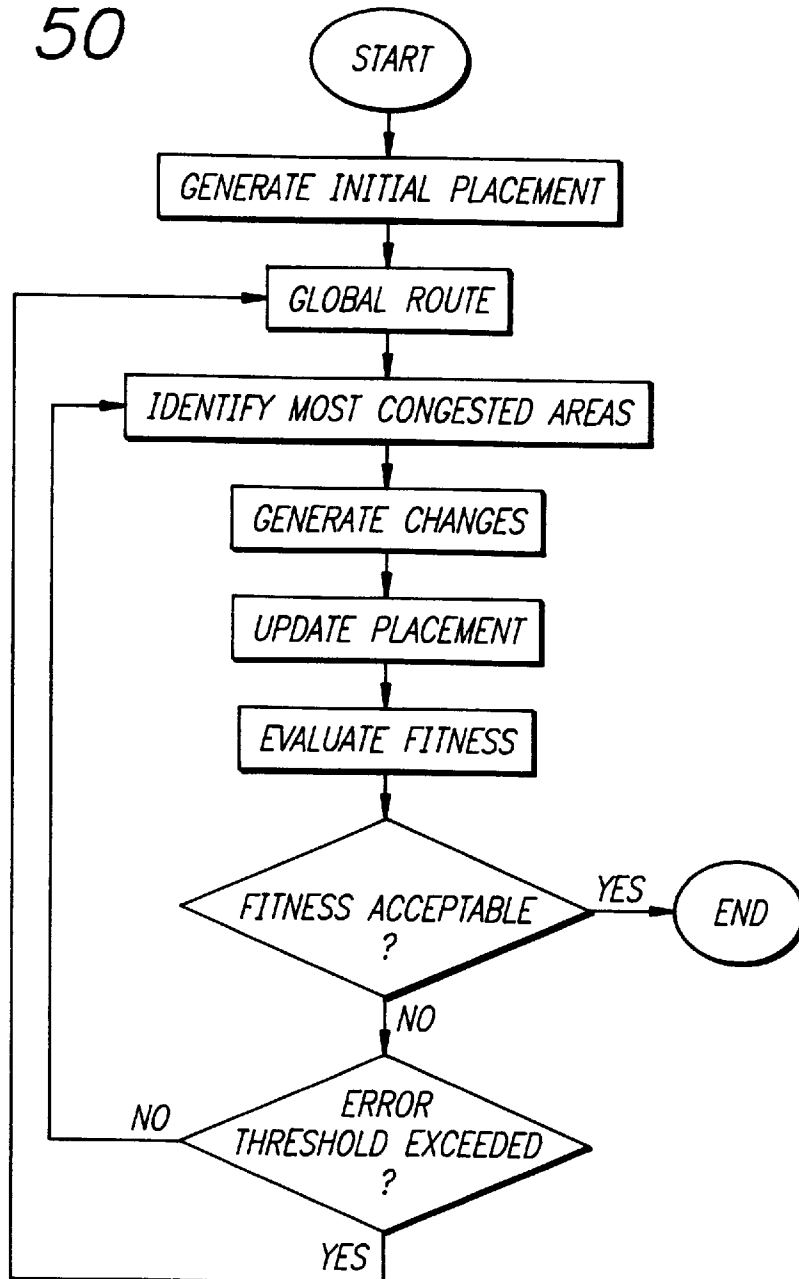 50
START
GENERATE INITIAL PLACEMENT
GLOBAL ROUTE
IDENTIFY MOST CONGESTED AREAS
GENERATE CHANGES
UPDATE PLACEMENT
EVALUATE FITNESS
FITNESS ACCEPTABLE
?
YES
END
NO
ERROR
THRESHOLD EXCEEDED
?
NO
YES